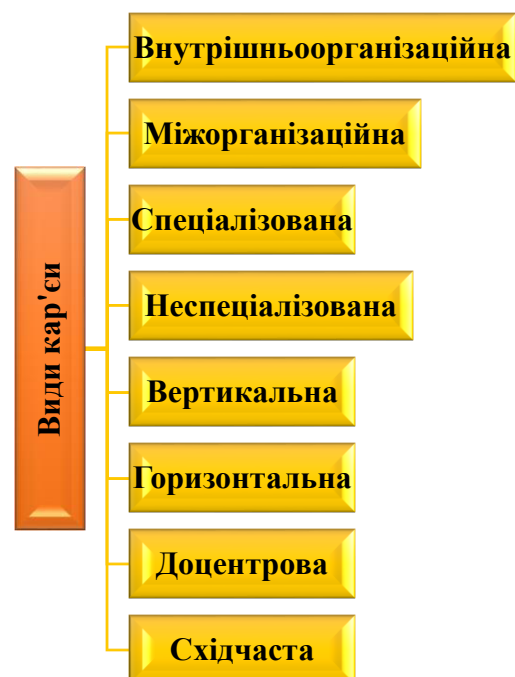 Види кар'єи
Внутрішньоорганізаційна
Міжорганізаційна
Спеціалізована
Неспеціалізована
Вертикальна
Горизонтальна
Доцентрова
Східчаста